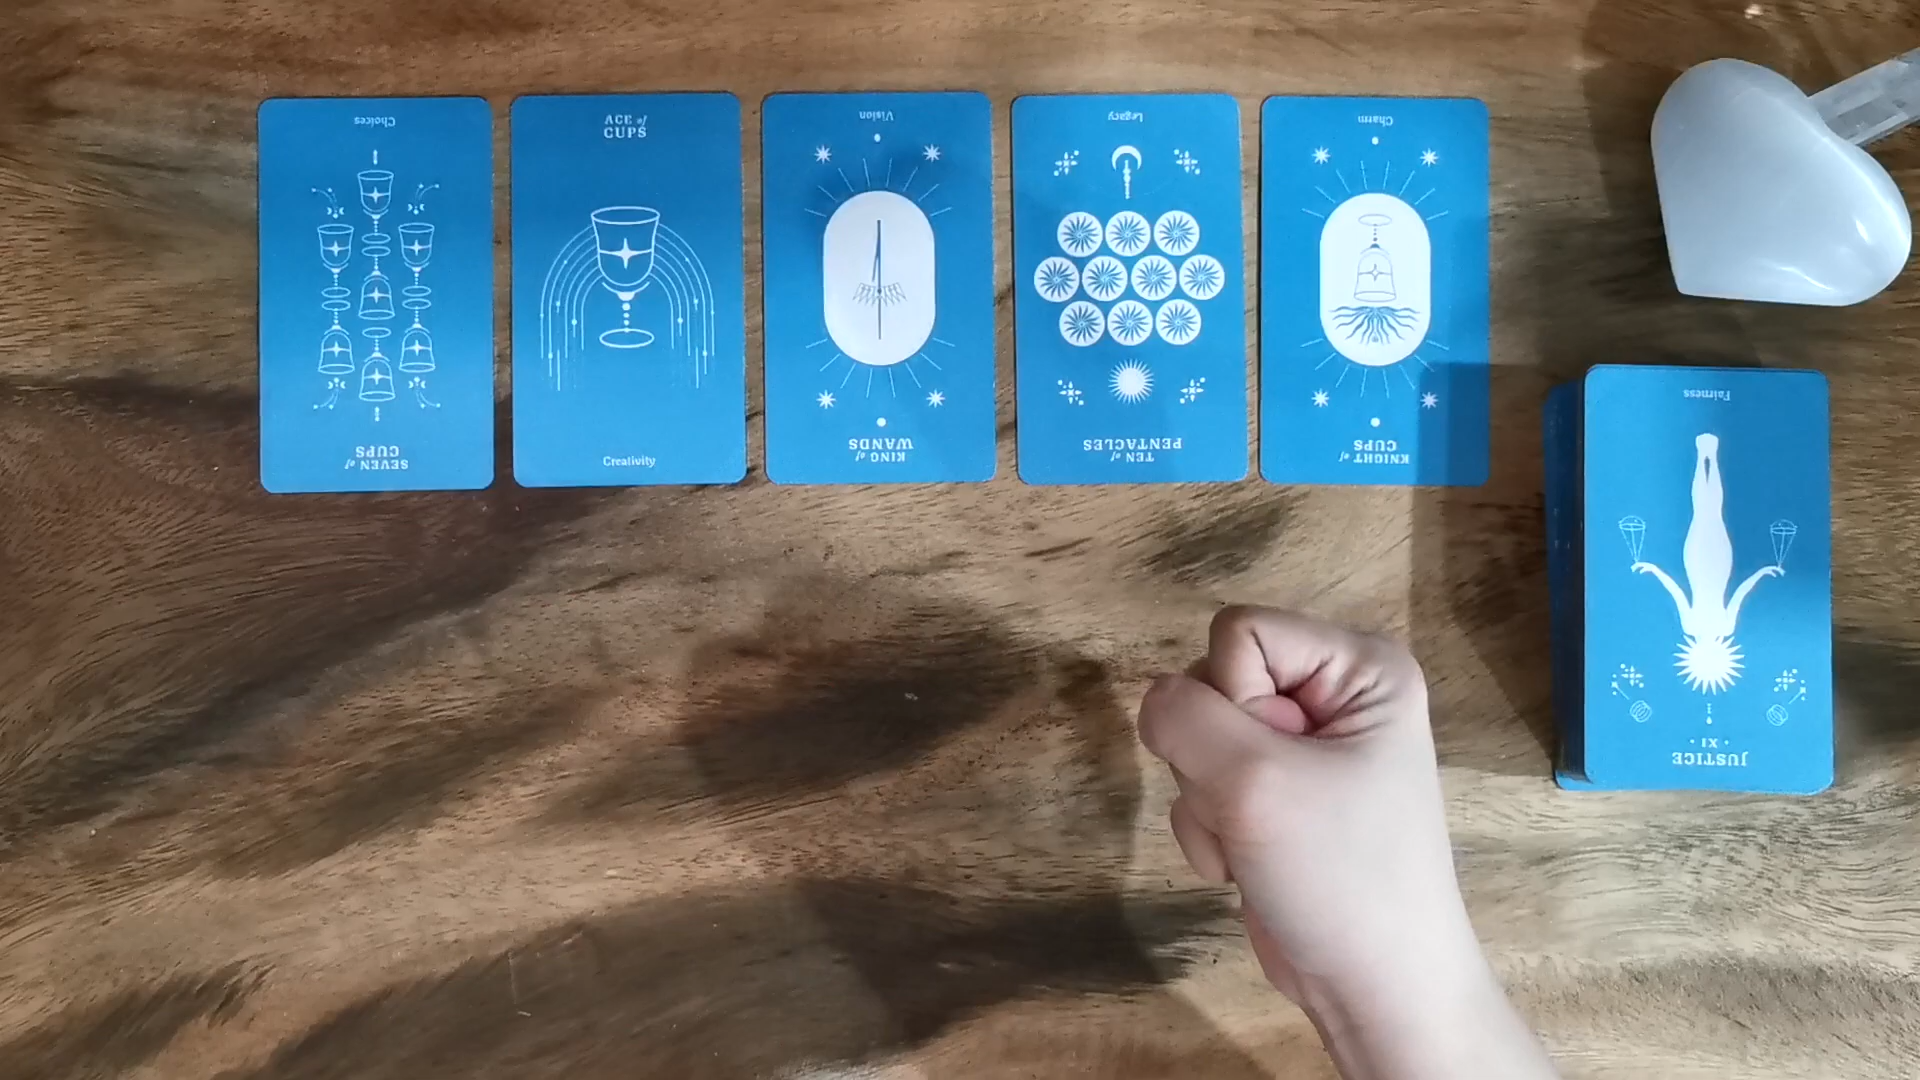 Choices
SEVEN of
CUPS
ACE of
CUPS
Creativity
Vision
KING of
WANDS
Legacy
TEN of
PENTACLES
Charm
KNIGHT of
CUPS
Fairness
• XI •
JUSTICE